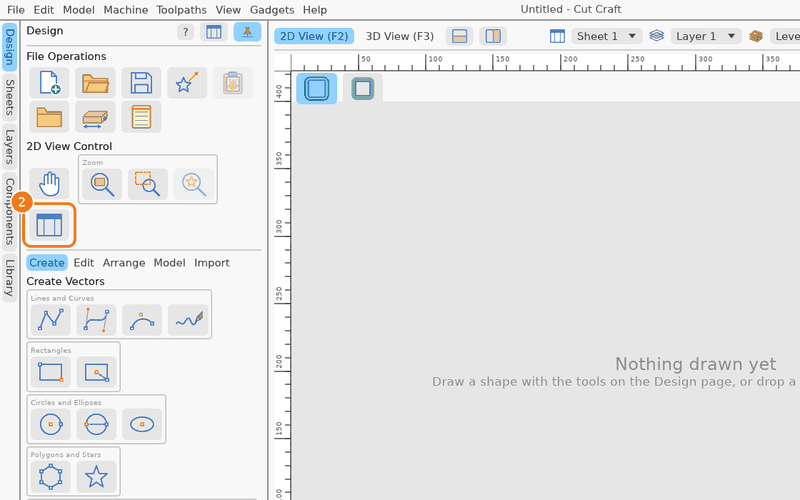 File Edit Model Machine Toolpaths View Gadgets Help
Untitled - Cut Craft
Design
Sheets
Layers
Components
Library
Design
?
File Operations
2D View Control
Zoom
2
Create Edit Arrange Model Import
Create Vectors
Lines and Curves
Rectangles
Circles and Ellipses
Polygons and Stars
2D View (F2) 3D View (F3) Sheet 1 Layer 1 Leve
50 100 150 200 250 300 350
400
350
300
250
200
150
Nothing drawn yet
Draw a shape with the tools on the Design page, or drop a